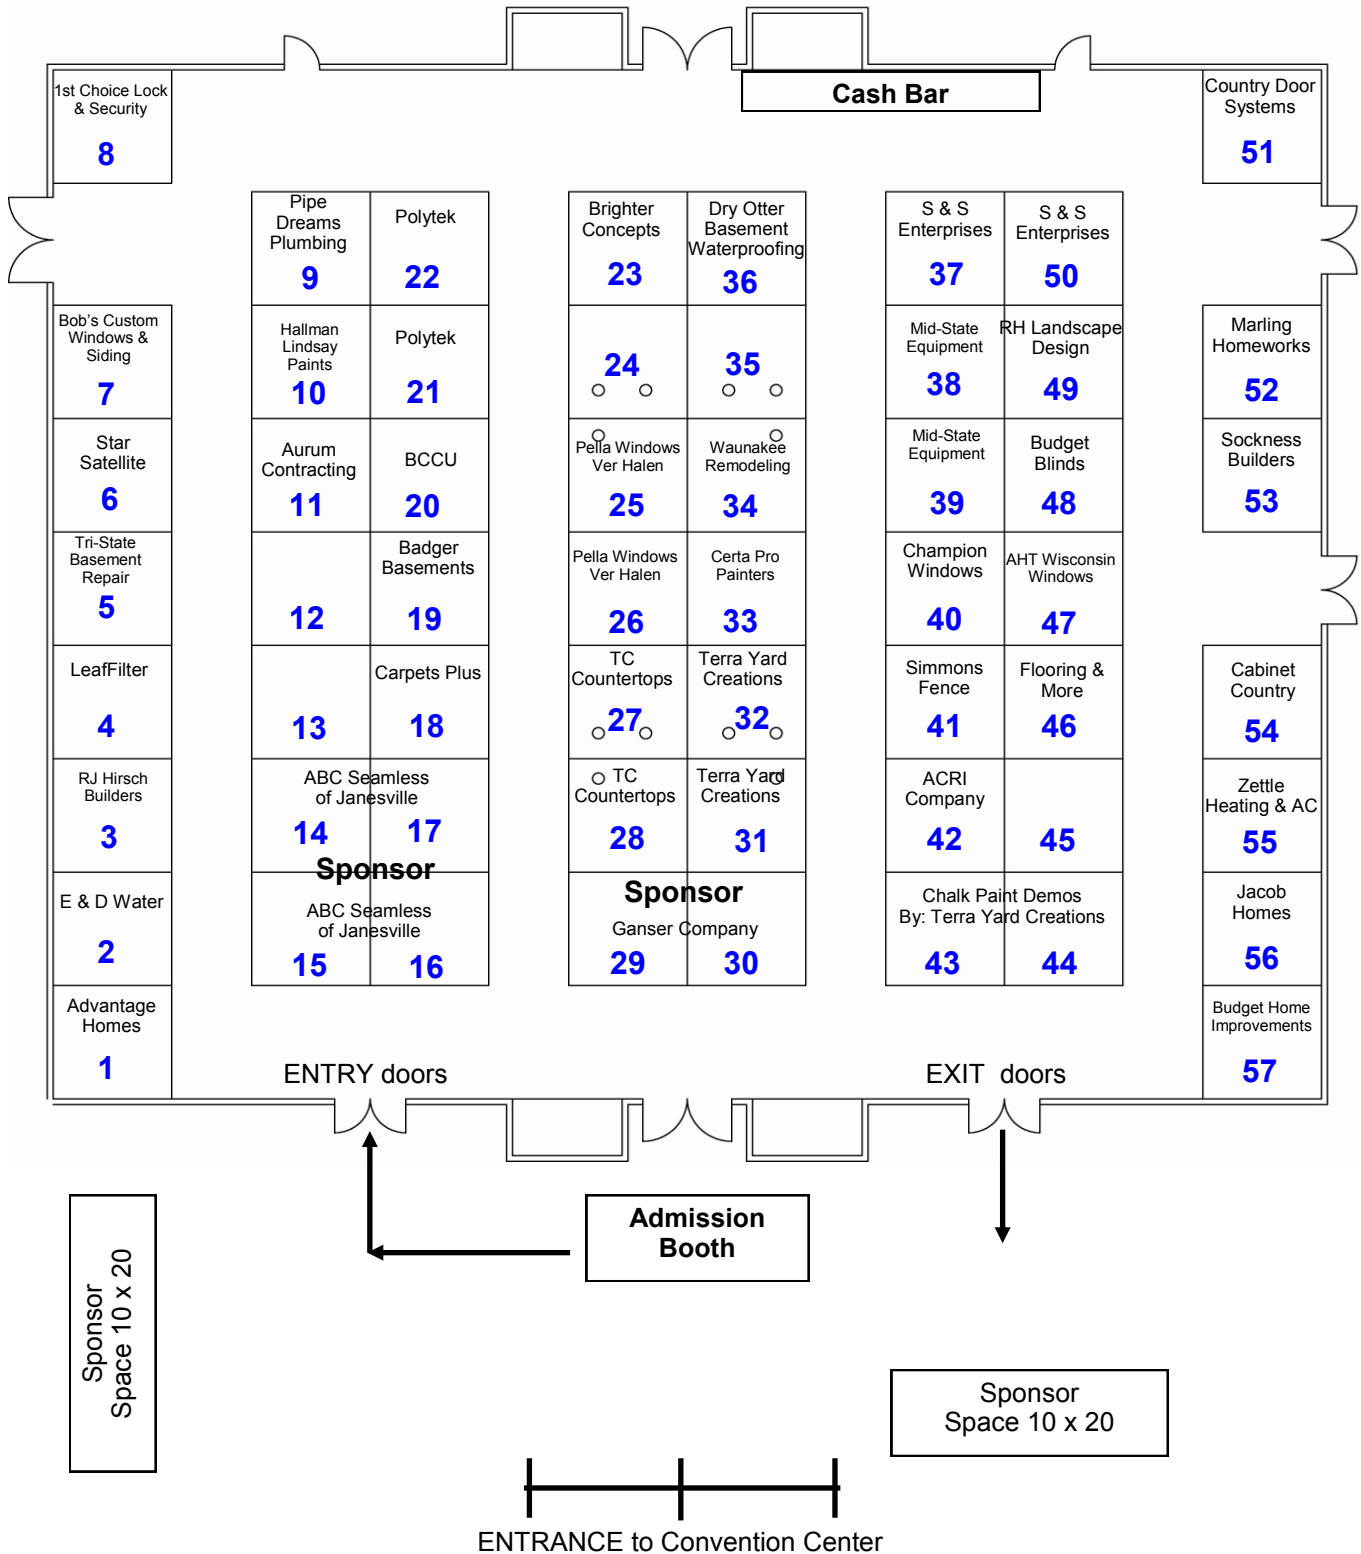 Cash Bar
1st Choice Lock
& Security
8
Country Door
Systems
51
Pipe
Dreams
Plumbing
9
Polytek
22
Brighter
Concepts
23
Dry Otter
Basement
Waterproofing
36
S & S
Enterprises
37
S & S
Enterprises
50
Bob's Custom
Windows &
Siding
7
Hallman
Lindsay
Paints
10
Polytek
21
24
35
Mid-State
Equipment
38
RH Landscape
Design
49
Marling
Homeworks
52
Star
Satellite
6
Aurum
Contracting
11
BCCU
20
Pella Windows
Ver Halen
25
Waunakee
Remodeling
34
Mid-State
Equipment
39
Budget
Blinds
48
Sockness
Builders
53
Tri-State
Basement
Repair
5
12
Badger
Basements
19
Pella Windows
Ver Halen
26
Certa Pro
Painters
33
Champion
Windows
40
AHT Wisconsin
Windows
47
LeafFilter
4
13
Carpets Plus
18
TC
Countertops
27
Terra Yard
Creations
32
Simmons
Fence
41
Flooring &
More
46
Cabinet
Country
54
RJ Hirsch
Builders
3
ABC Seamless
of Janesville
14
17
TC
Countertops
28
Terra Yard
Creations
31
ACRI
Company
42
45
Zettle
Heating & AC
55
E & D Water
2
Sponsor
ABC Seamless
of Janesville
15
16
Sponsor
Ganser Company
29
30
Chalk Paint Demos
By: Terra Yard Creations
43
44
Jacob
Homes
56
Advantage
Homes
1
Budget Home
Improvements
57
ENTRY doors
EXIT doors
Admission
Booth
Sponsor
Space 10 x 20
Sponsor
Space 10 x 20
ENTRANCE to Convention Center